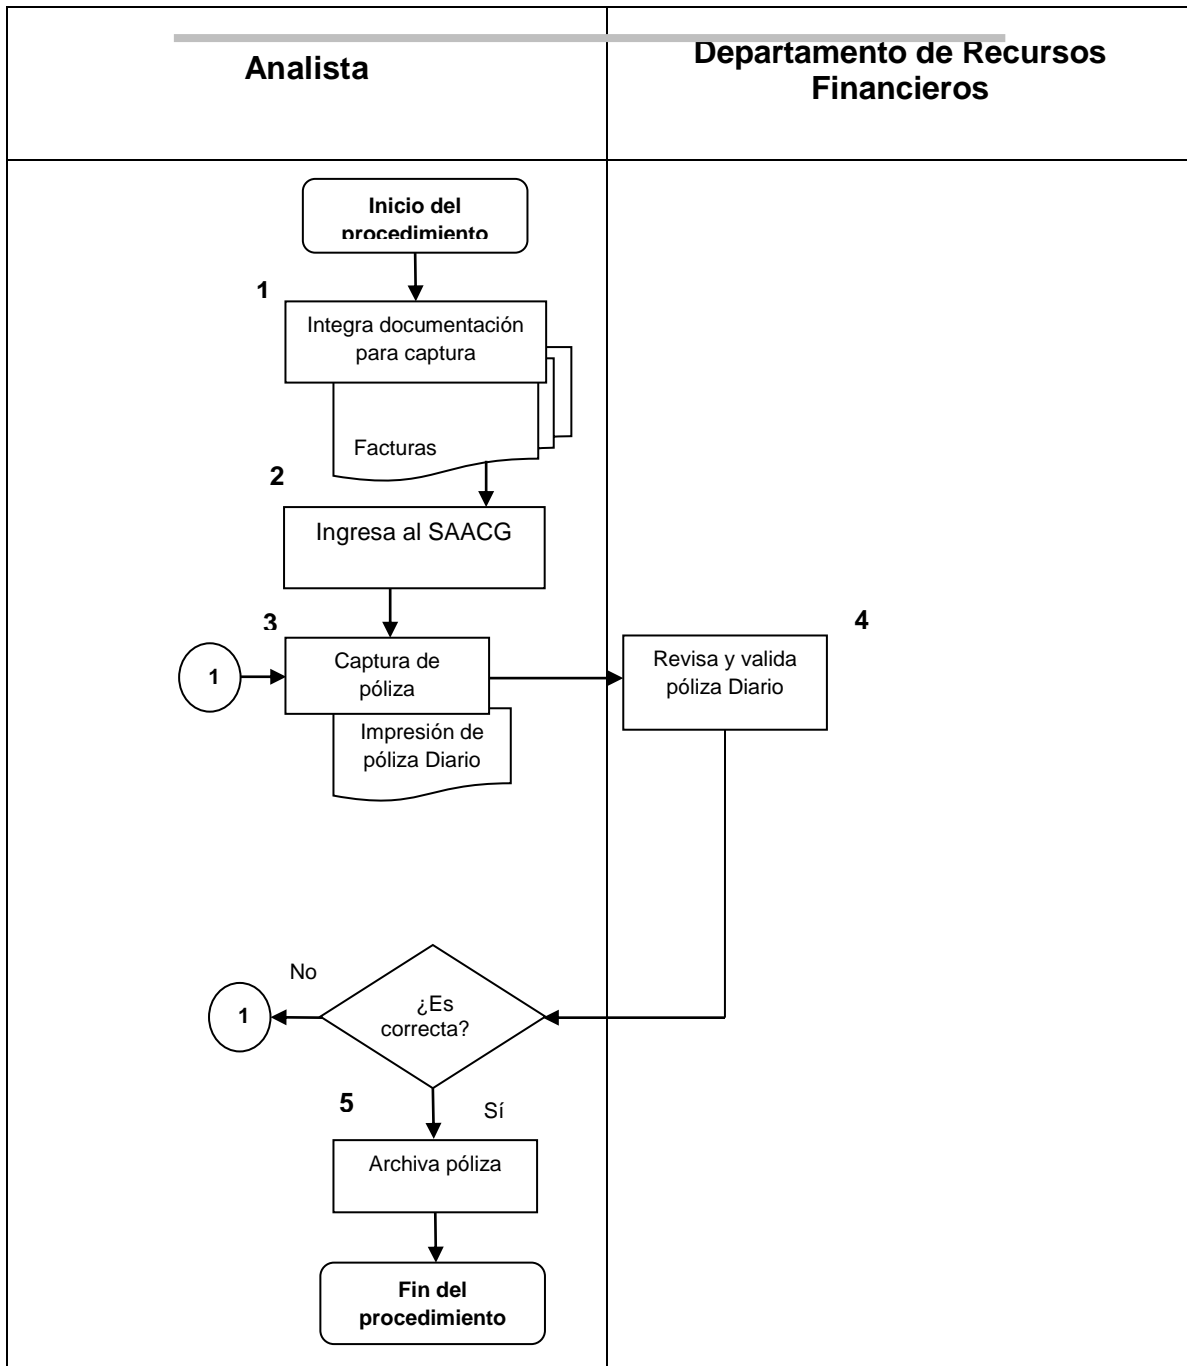 Analista
Departamento de Recursos
Financieros
Inicio del
procedimiento
1
Integra documentación
para captura
Facturas
2
Ingresa al SAACG
3
1
Captura de
póliza
Impresión de
póliza Diario
4
Revisa y valida
póliza Diario
No
1
¿Es
correcta?
5
Sí
Archiva póliza
Fin del
procedimiento